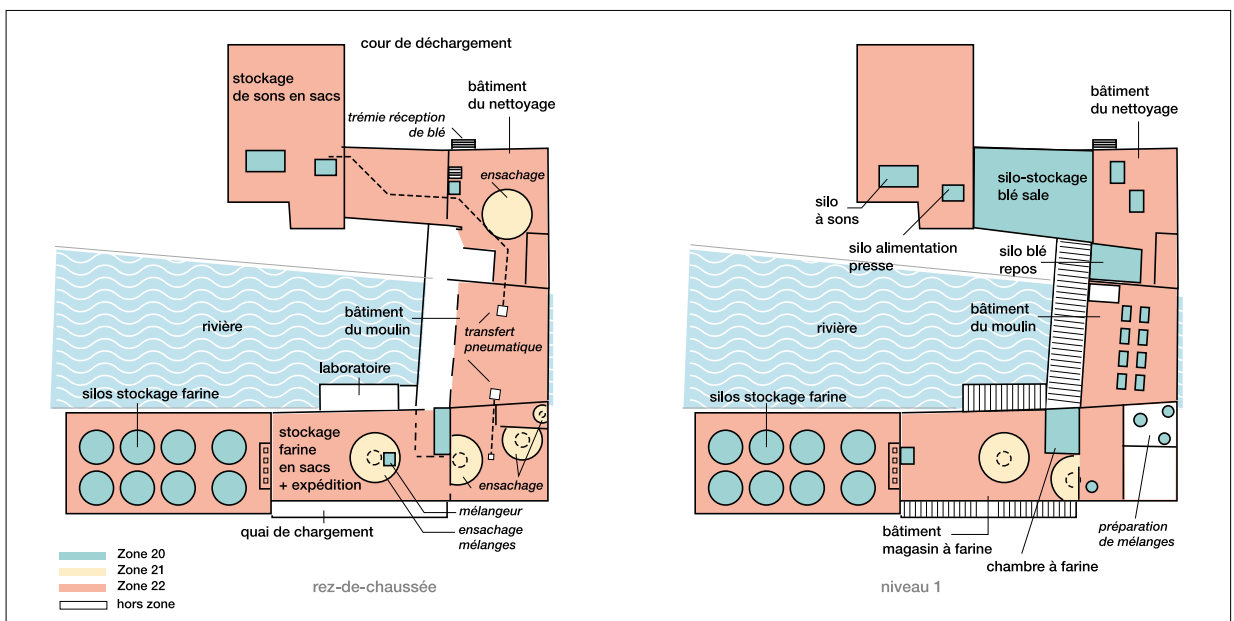 cour de déchargement
stockage
de sons en sacs
bâtiment
du nettoyage
trémie réception
de blé
ensachage
bâtiment
du moulin
rivière
transfert
pneumatique
laboratoire
silos stockage farine
stockage
farine
en sacs
+ expédition
ensachage
mélangeur
quai de chargement
ensachage
mélanges
Zone 20
Zone 21
Zone 22
hors zone
rez-de-chaussée
bâtiment
du nettoyage
silo-stockage
blé sale
silo
à sons
silo alimentation
presse
silo blé
repos
bâtiment
du moulin
rivière
silos stockage farine
bâtiment
magasin à farine
préparation
de mélanges
chambre à farine
niveau 1